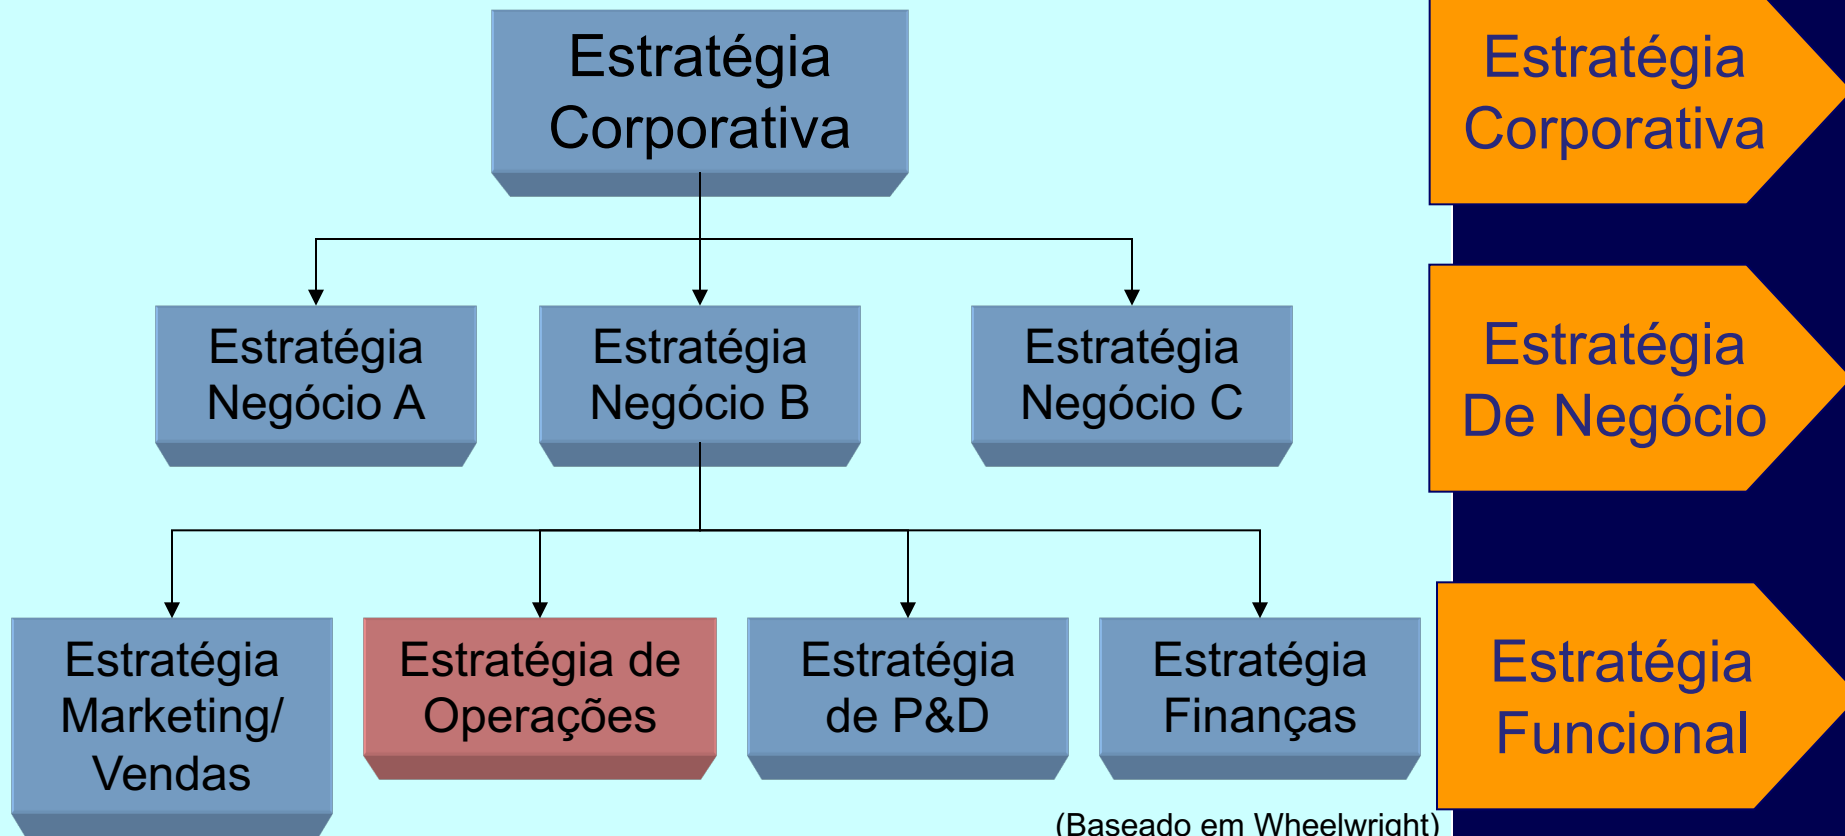 Estratégia
Corporativa
Estratégia
Corporativa
Estratégia
Negócio A
Estratégia
Negócio B
Estratégia
Negócio C
Estratégia
De Negócio
Estratégia
Marketing/
Vendas
Estratégia de
Operações
Estratégia
de P&D
Estratégia
Finanças
Estratégia
Funcional
(Baseado em Wheelwright)